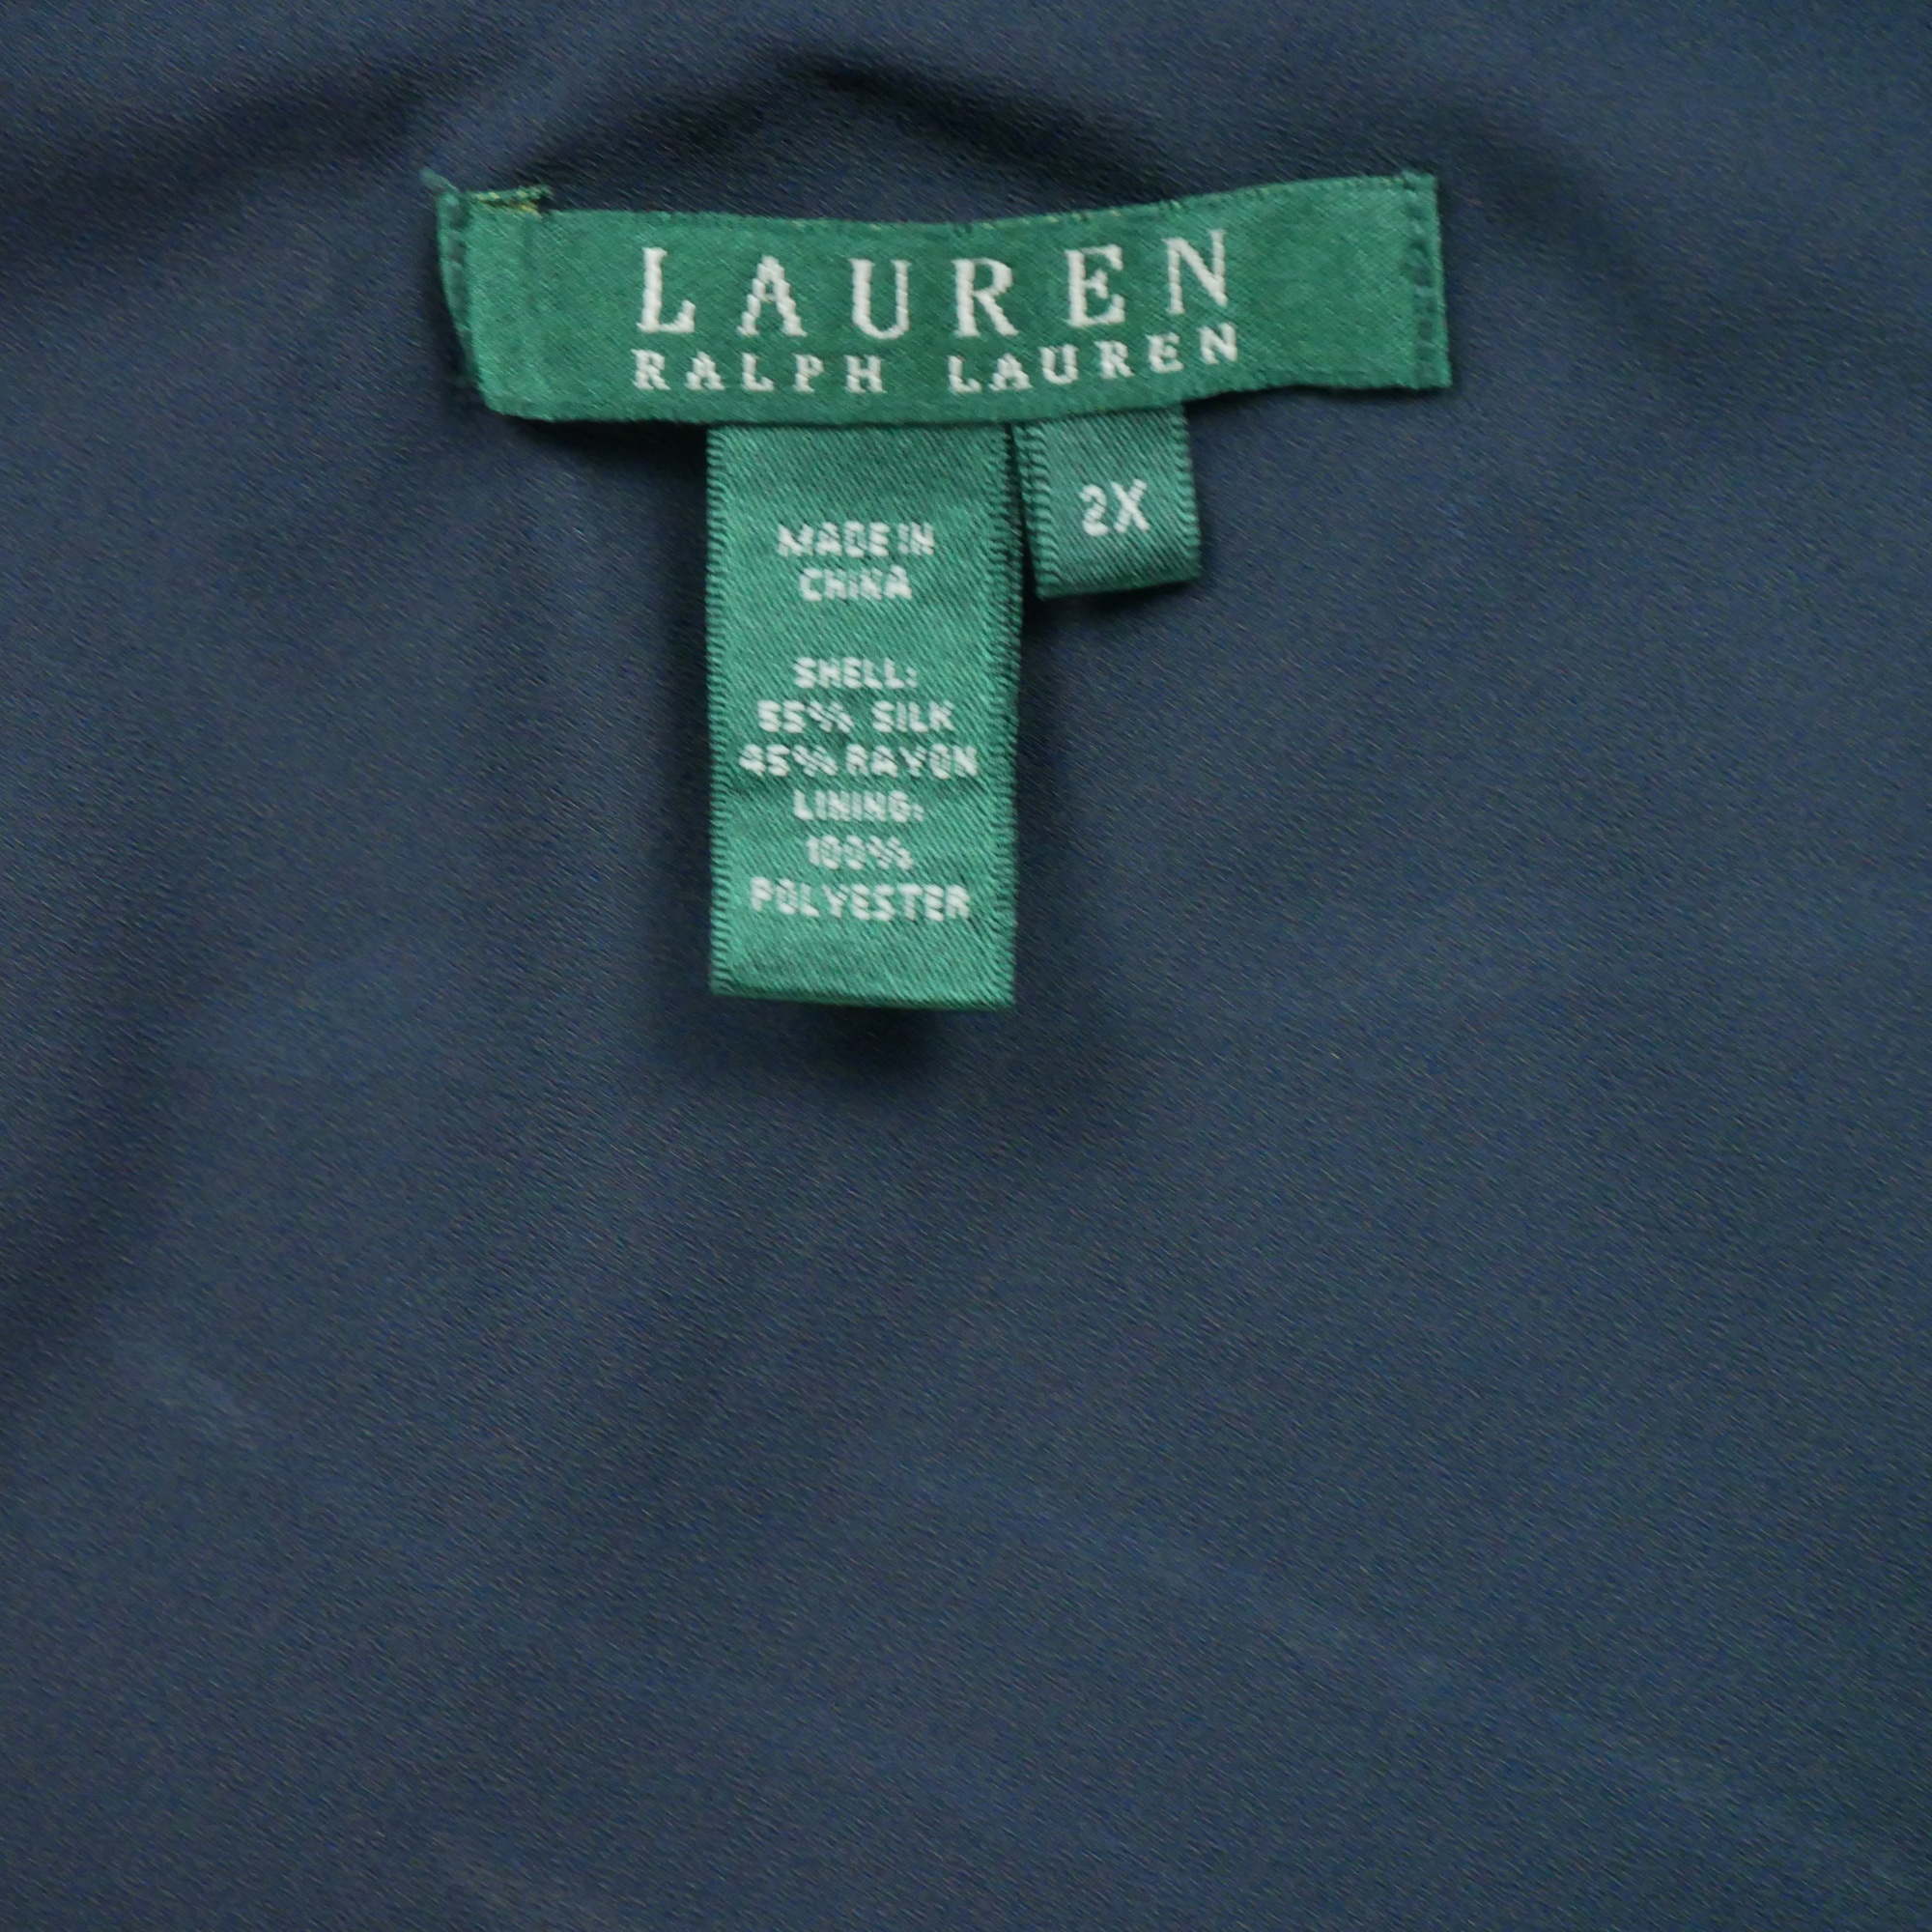 LAUREN
RALPH LAUREN
2X
MADE IN
CHINA
SHELL:
55% SILK
45% RAYON
LINING:
100%
POLYESTER